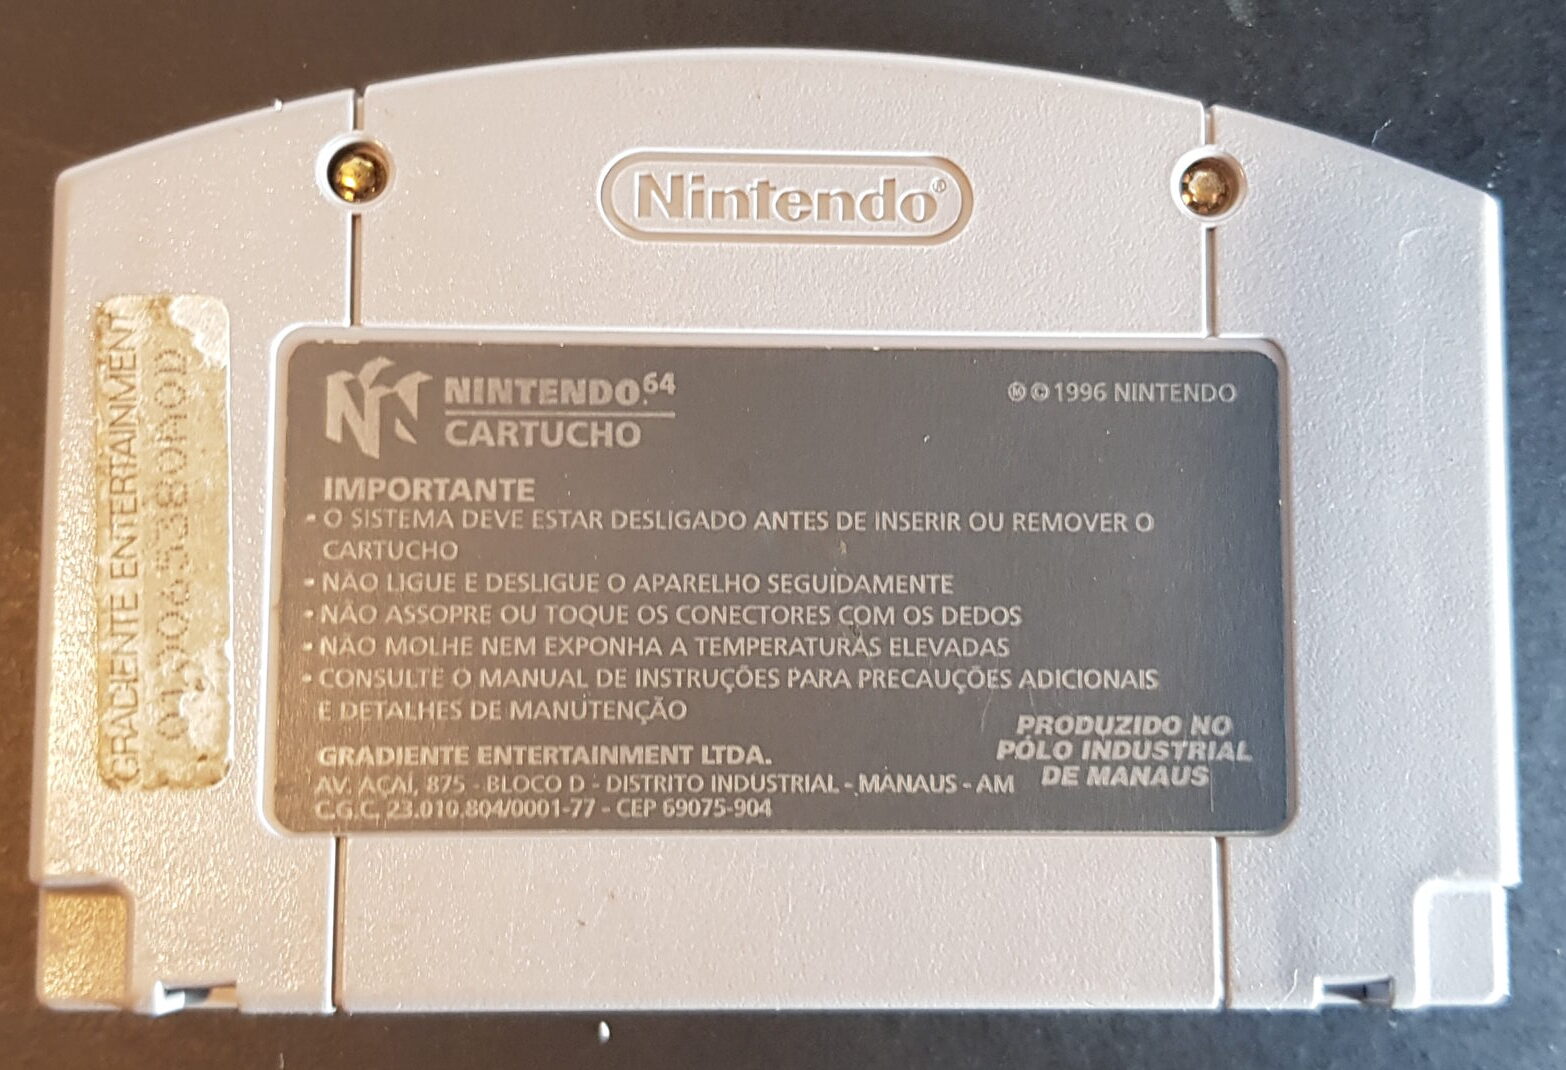 Nintendo®
GRADIENTE ENTERTAINMENT
NINTENDO 64
CARTUCHO
® © 1996 NINTENDO
IMPORTANTE
- O SISTEMA DEVE ESTAR DESLIGADO ANTES DE INSERIR OU REMOVER O
CARTUCHO
- NÃO LIGUE E DESLIGUE O APARELHO SEGUIDAMENTE
- NÃO ASSOPRE OU TOQUE OS CONECTORES COM OS DEDOS
- NÃO MOLHE NEM EXPONHA A TEMPERATURAS ELEVADAS
- CONSULTE O MANUAL DE INSTRUÇÕES PARA PRECAUÇÕES ADICIONAIS
E DETALHES DE MANUTENÇÃO
GRADIENTE ENTERTAINMENT LTDA.
AV. AÇAÍ, 875 - BLOCO D - DISTRITO INDUSTRIAL - MANAUS - AM
C.G.C. 23.010.804/0001-77 - CEP 69075-904
PRODUZIDO NO
PÓLO INDUSTRIAL
DE MANAUS